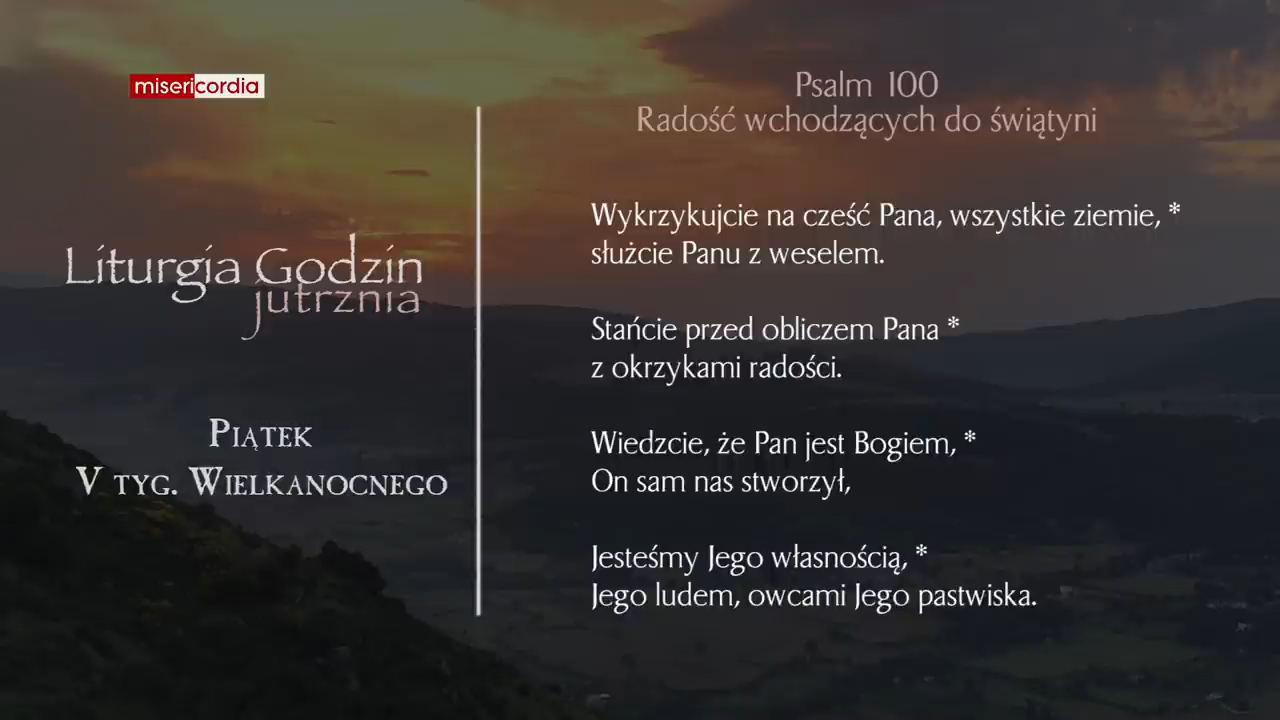 misericordia
Liturgia Godzin
jutrznia
Piątek
V tyg. Wielkanocnego
Psalm 100
Radość wchodzących do świątyni
Wykrzykujcie na cześć Pana, wszystkie ziemie, *
służcie Panu z weselem.
Stańcie przed obliczem Pana *
z okrzykami radości.
Wiedzcie, że Pan jest Bogiem, *
On sam nas stworzył,
Jesteśmy Jego własnością, *
Jego ludem, owcami Jego pastwiska.